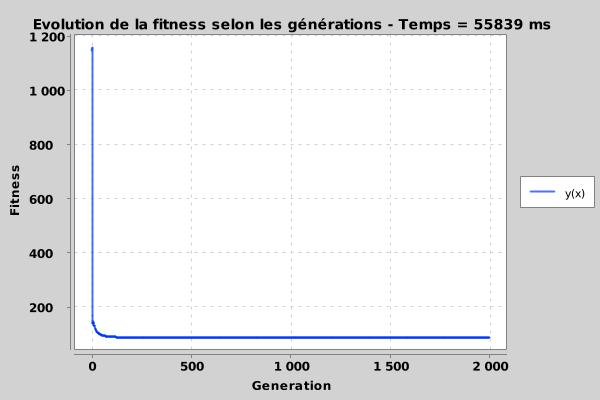 Evolution de la fitness selon les générations - Temps = 55839 ms
1 200
1 000
800
600
400
200
Fitness
0 500 1 000 1 500 2 000
Generation
y(x)